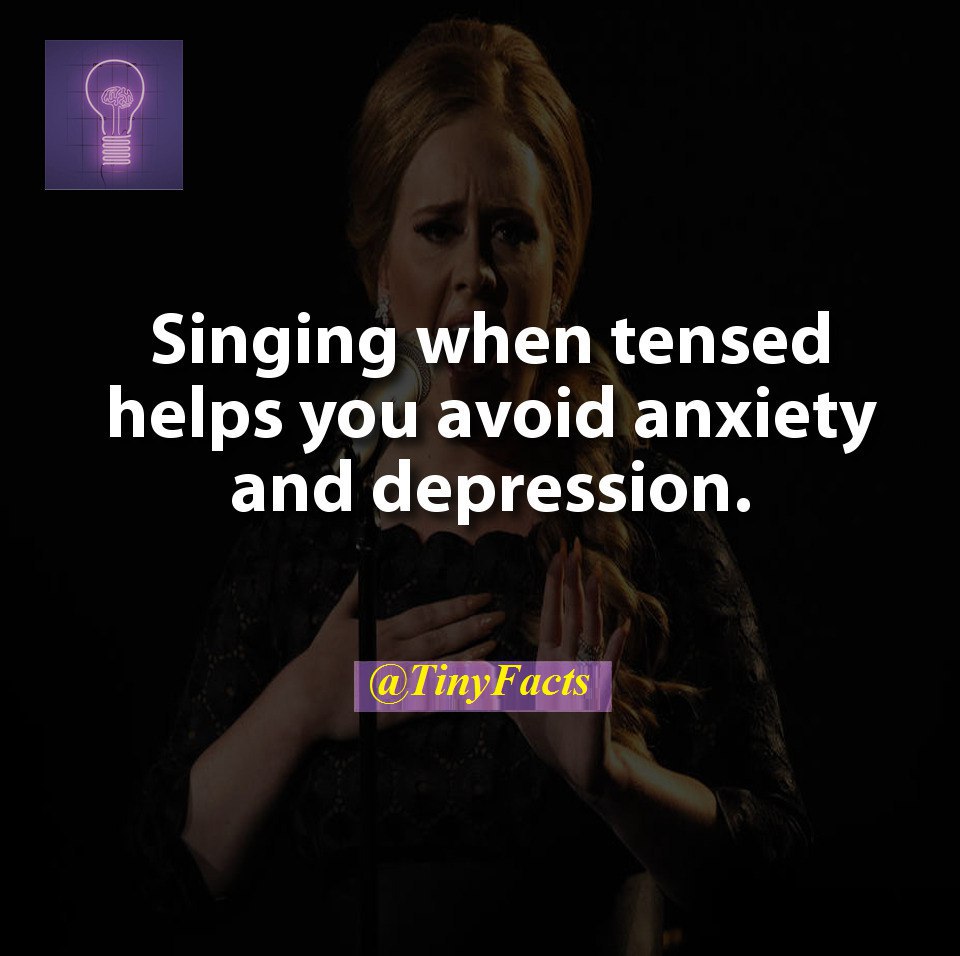 Singing when tensed
helps you avoid anxiety
and depression.
@TinyFacts